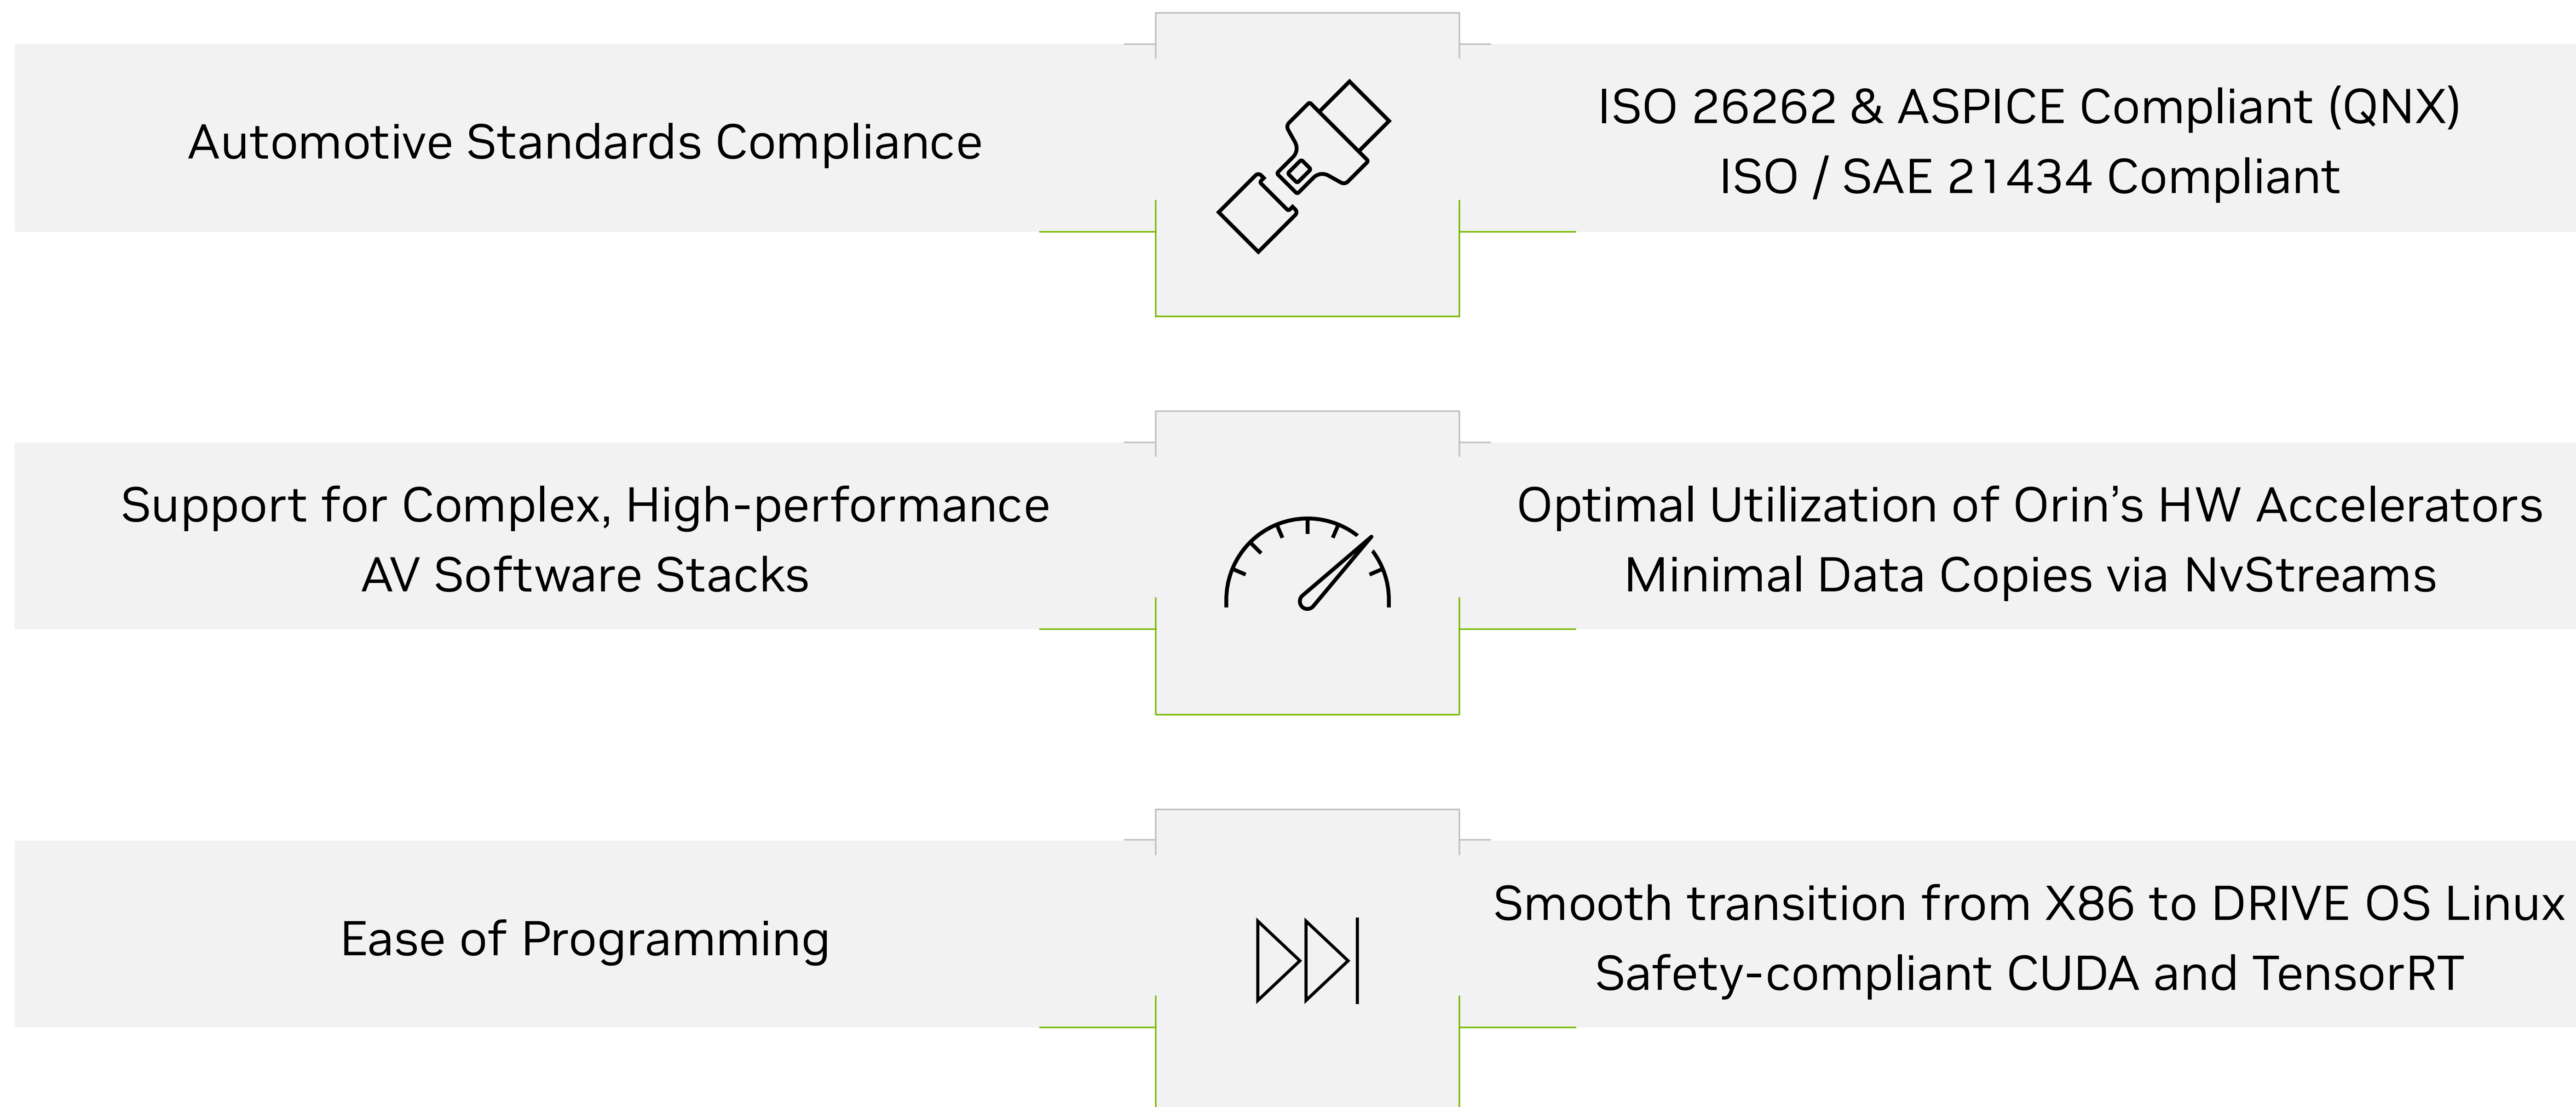 Automotive Standards Compliance
ISO 26262 & ASPICE Compliant (QNX)
ISO / SAE 21434 Compliant
Support for Complex, High-performance
AV Software Stacks
Optimal Utilization of Orin’s HW Accelerators
Minimal Data Copies via NvStreams
Ease of Programming
Smooth transition from X86 to DRIVE OS Linux
Safety-compliant CUDA and TensorRT